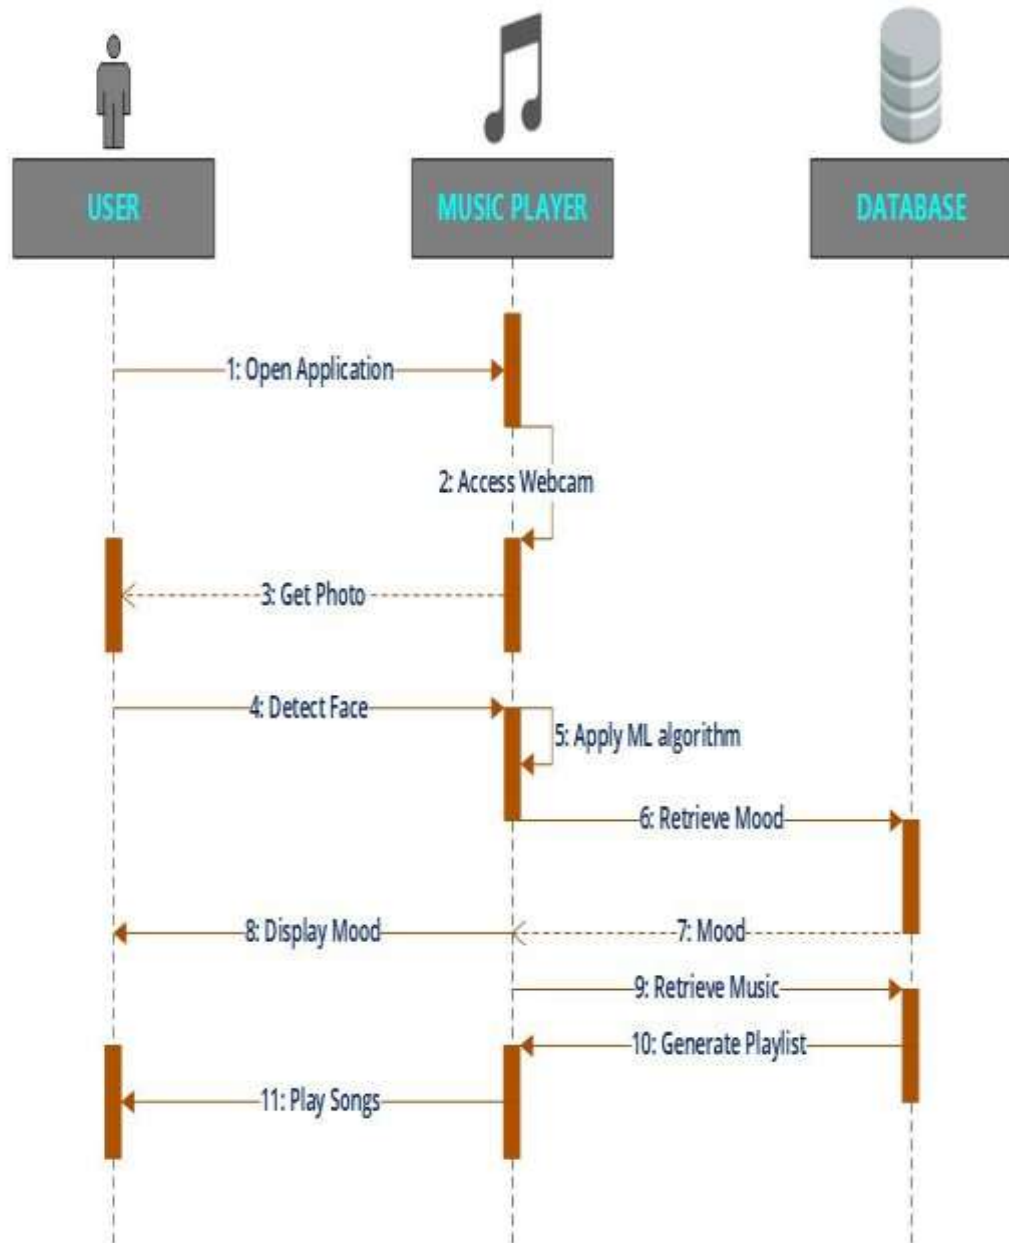 USER
MUSIC PLAYER
DATABASE
1: Open Application
2: Access Webcam
3: Get Photo
4: Detect Face
5: Apply ML algorithm
6: Retrieve Mood
8: Display Mood
7: Mood
9: Retrieve Music
10: Generate Playlist
11: Play Songs